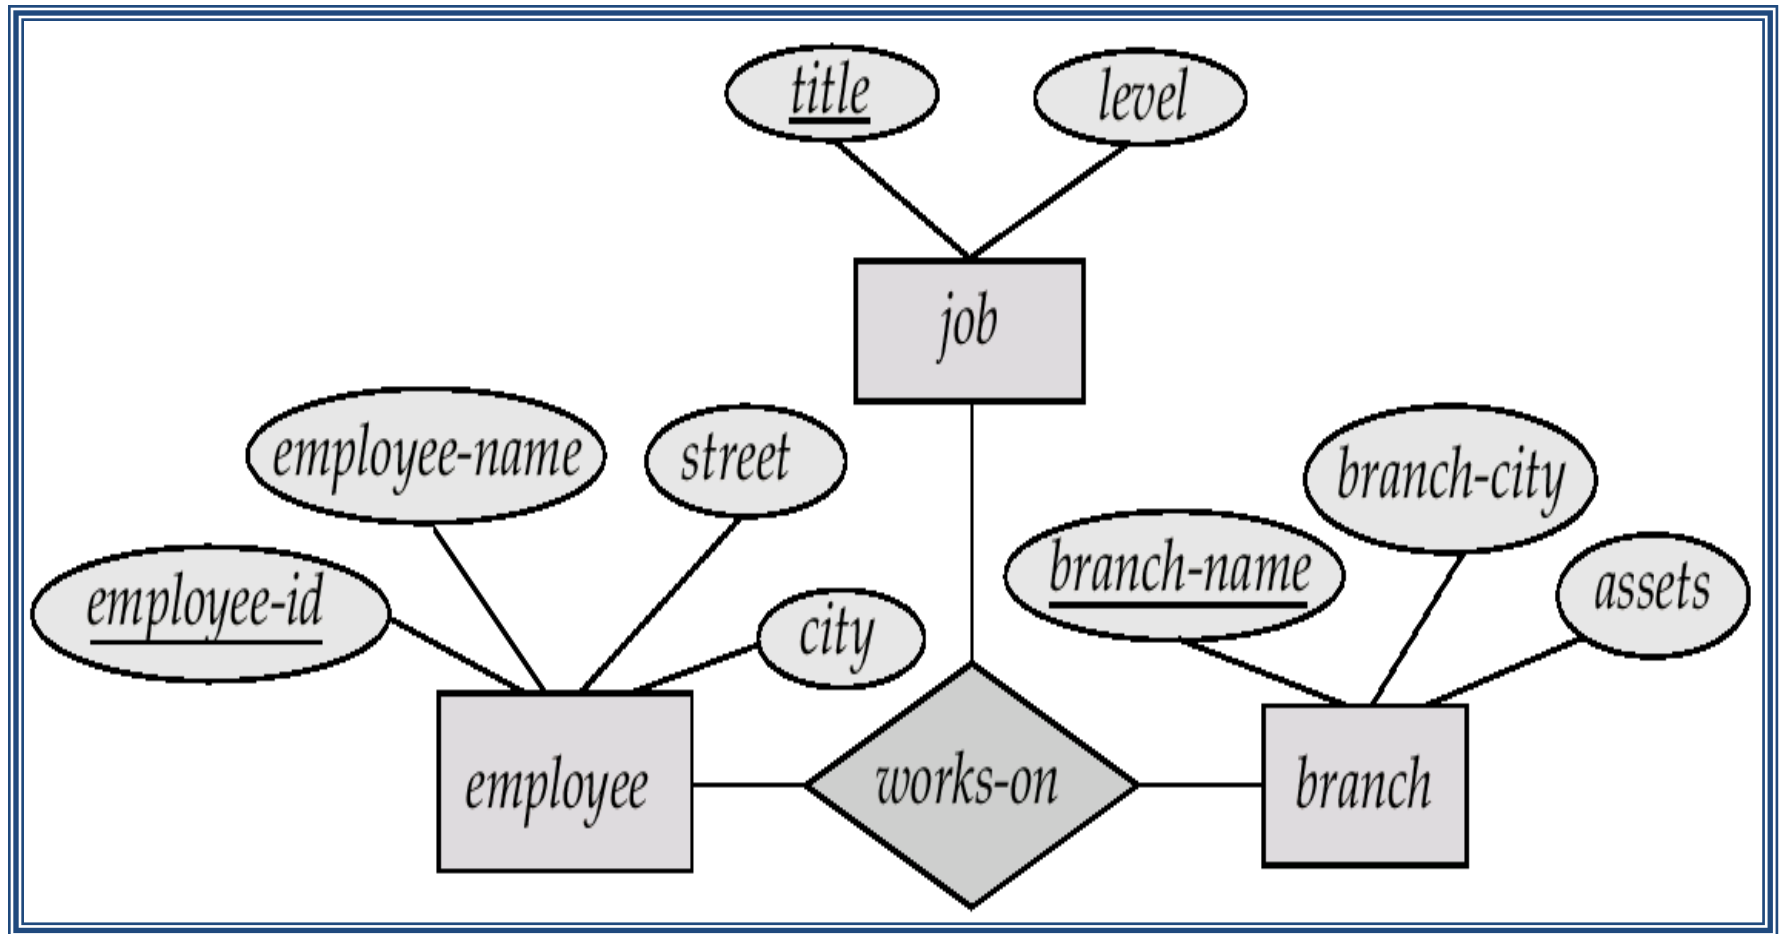 title
level
job
employee-name
street
branch-city
employee-id
city
branch-name
assets
employee
works-on
branch